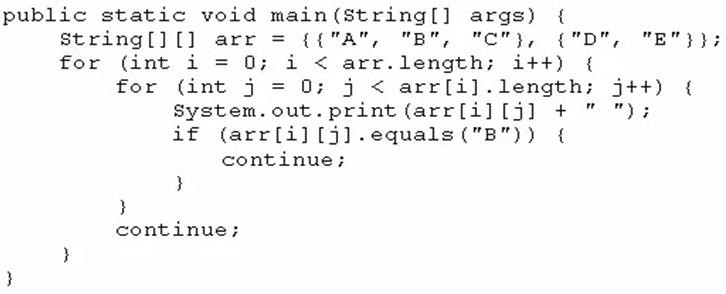 public static void main(String[] args) {
    String[][] arr = {{"A", "B", "C"}, {"D", "E"}};
    for (int i = 0; i < arr.length; i++) {
        for (int j = 0; j < arr[i].length; j++) {
            System.out.print(arr[i][j] + " ");
            if (arr[i][j].equals("B")) {
                continue;
            }
        }
        continue;
    }
}